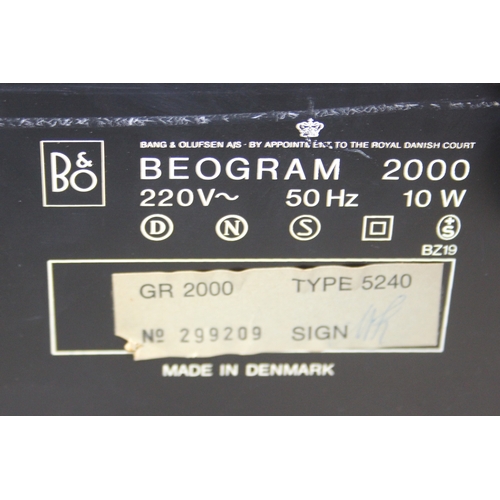 BANG & OLUFSEN A/S - BY APPOINTMENT TO THE ROYAL DANISH COURT
B&O
BEOGRAM 2000
220V~ 50 Hz 10 W
D N S + S
BZ19
GR 2000 TYPE 5240
Nº 299209 SIGN
MADE IN DENMARK